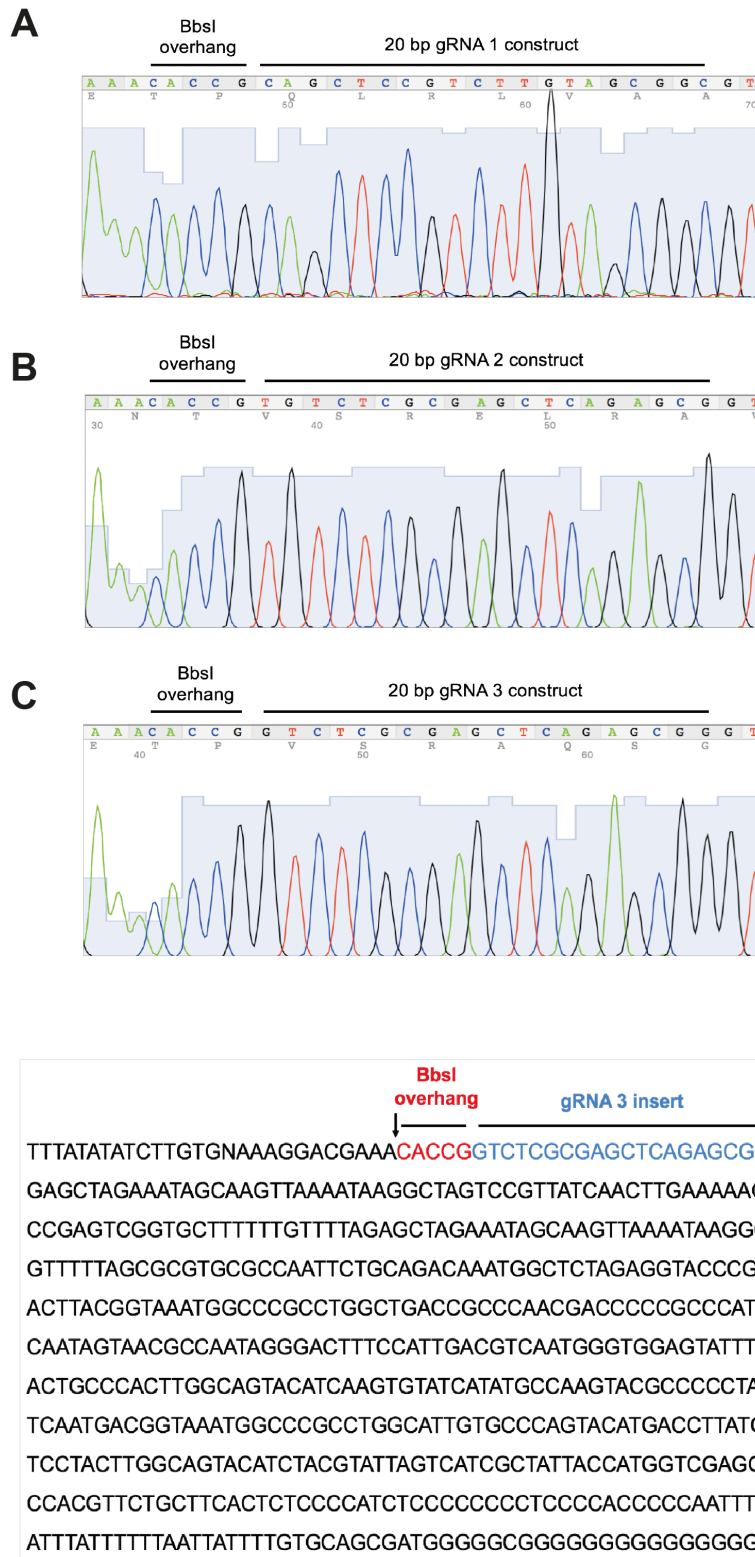 A
BbsI
overhang
20 bp gRNA 1 construct
A A A C A C C G C A G C T C C G T C T T G T A G C G G C G T
E T P Q L R L V A A
50 60 70
B
BbsI
overhang
20 bp gRNA 2 construct
A A A C A C C G T G T C T C G C G A G C T C A G A G C G G T
N T V S R E L R A
30 40 50
C
BbsI
overhang
20 bp gRNA 3 construct
A A A C A C C G G T C T C G C G A G C T C A G A G C G G G T
E T P V S R A Q S G
40 50 60
BbsI
overhang
gRNA 3 insert
TTTATATATCTTGTGNAAAGGACGAAACACCGGTCTCGCGAGCTCAGAGCG
GAGCTAGAAATAGCAAGTTAAAATAAGGCTAGTCCGTTATCAACTTGAAAAA
CCGAGTCGGTGCTTTTTTGTTTTAGAGCTAGAAATAGCAAGTTAAAATAAGG
GTTTTTAGCGCGTGCGCCAATTCTGCAGACAAATGGCTCTAGAGGTACCCG
ACTTACGGTAAATGGCCCGCCTGGCTGACCGCCCAACGACCCCCGCCCAT
CAATAGTAACGCCAATAGGGACTTTCCATTGACGTCAATGGGTGGAGTATTT
ACTGCCCACTTGGCAGTACATCAAGTGTATCATATGCCAAGTACGCCCCCTA
TCAATGACGGTAAATGGCCCGCCTGGCATTGTGCCCAGTACATGACCTTAT
TCCTACTTGGCAGTACATCTACGTATTAGTCATCGCTATTACCATGGTCGAG
CCACGTTCTGCTTCACTCTCCCCATCTCCCCCCCCTCCCCACCCCCAATTT
ATTTATTTTTTAATTATTTTGTGCAGCGATGGGGGCGGGGGGGGGGGGGGG